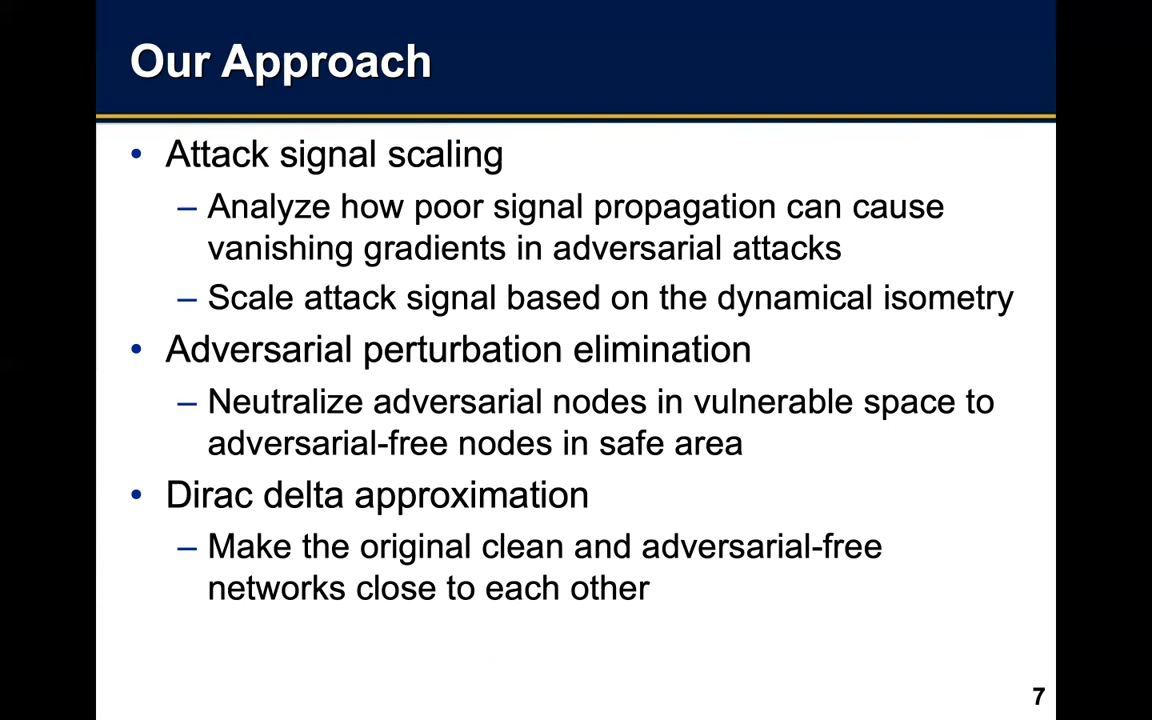 Our Approach
• Attack signal scaling
– Analyze how poor signal propagation can cause
vanishing gradients in adversarial attacks
– Scale attack signal based on the dynamical isometry
• Adversarial perturbation elimination
– Neutralize adversarial nodes in vulnerable space to
adversarial-free nodes in safe area
• Dirac delta approximation
– Make the original clean and adversarial-free
networks close to each other
7